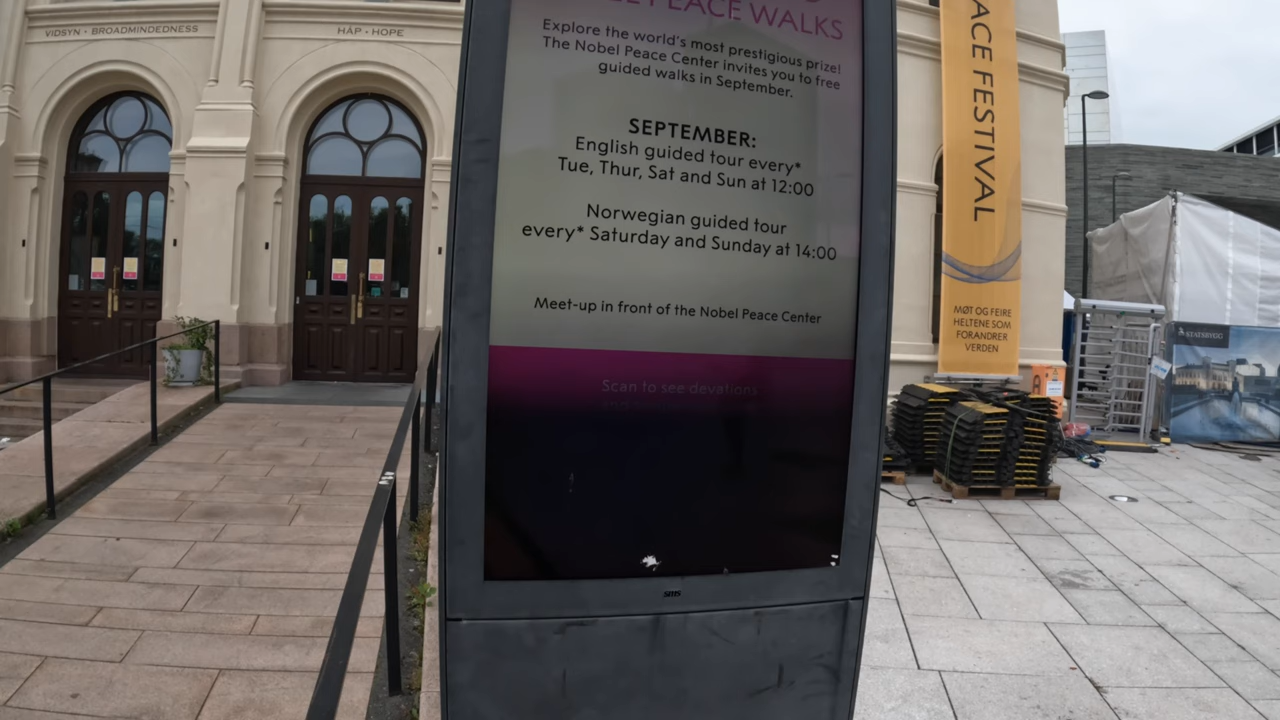 VIDSYN • BROADMINDEDNESS
HÅP • HOPE
PEACE WALKS
Explore the world's most prestigious prize!
The Nobel Peace Center invites you to free
guided walks in September.
SEPTEMBER:
English guided tour every*
Tue, Thur, Sat and Sun at 12:00
Norwegian guided tour
every* Saturday and Sunday at 14:00
Meet-up in front of the Nobel Peace Center
Scan to see devations
ACE FESTIVAL
MØT OG FEIRE
HELTENE SOM
FORANDRER
VERDEN
STATSBYGG